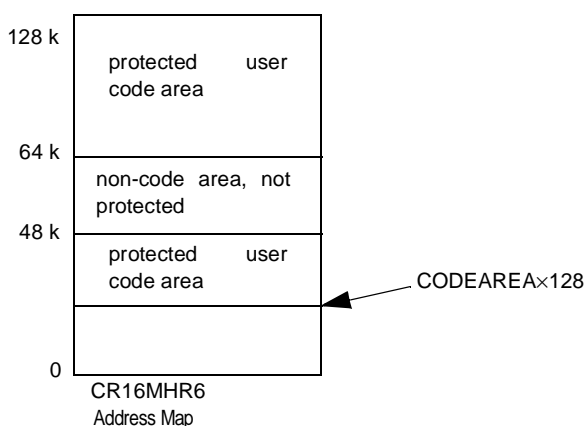 128 k
protected user
code area
64 k
non-code area, not
protected
48 k
protected user
code area
CODEAREA×128
0
CR16MHR6
Address Map